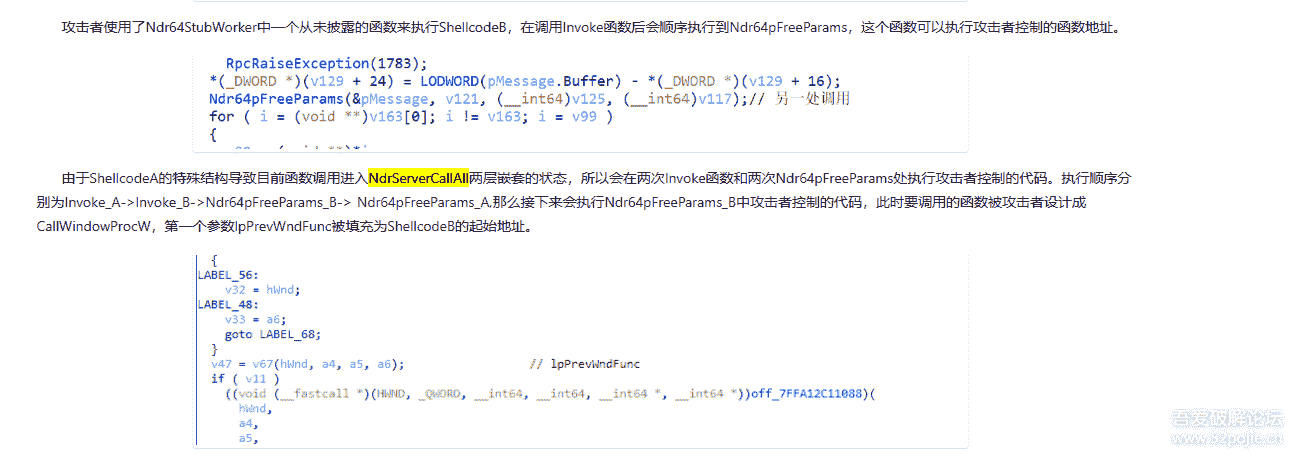 攻击者使用了Ndr64StubWorker中一个从未披露的函数来执行ShellcodeB，在调用Invoke函数后会顺序执行到Ndr64pFreeParams，这个函数可以执行攻击者控制的函数地址。
RpcRaiseException(1783);
*(_DWORD *)(v129 + 24) = LODWORD(pMessage.Buffer) - *(_DWORD *)(v129 + 16);
Ndr64pFreeParams(&pMessage, v121, (__int64)v125, (__int64)v117);// 另一处调用
for ( i = (void **)v163[0]; i != v163; i = v99 )
{
由于ShellcodeA的特殊结构导致目前函数调用进入NdrServerCallAll两层嵌套的状态，所以会在两次Invoke函数和两次Ndr64pFreeParams处执行攻击者控制的代码。执行顺序分
别为Invoke_A->Invoke_B->Ndr64pFreeParams_B-> Ndr64pFreeParams_A,那么接下来会执行Ndr64pFreeParams_B中攻击者控制的代码，此时要调用的函数被攻击者设计成
CallWindowProcW，第一个参数lpPrevWndFunc被填充为ShellcodeB的起始地址。
{
LABEL_56:
v32 = hWnd;
LABEL_48:
v33 = a6;
goto LABEL_68;
}
v47 = v67(hWnd, a4, a5, a6); // lpPrevWndFunc
if ( v11 )
((void (__fastcall *)(HWND, _QWORD, __int64, __int64, __int64 *, __int64 *))off_7FFA12C11088)(
hWnd,
a4,
a5,
吾爱破解论坛
www.52pojie.cn